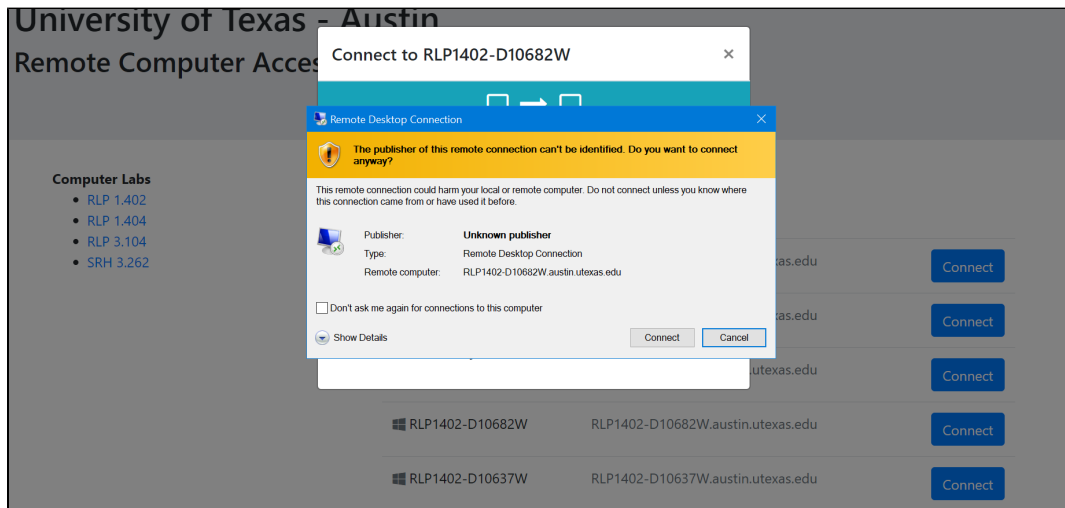 University of Texas - Austin
Remote Computer Acces
Connect to RLP1402-D10682W
×
Computer Labs
RLP 1.402
RLP 1.404
RLP 3.104
SRH 3.262
Remote Desktop Connection
The publisher of this remote connection can't be identified. Do you want to connect
anyway?
This remote connection could harm your local or remote computer. Do not connect unless you know where
this connection came from or have used it before.
Publisher: Unknown publisher
Type: Remote Desktop Connection
Remote computer: RLP1402-D10682W.austin.utexas.edu
Don't ask me again for connections to this computer
Show Details Connect Cancel
xas.edu Connect
xas.edu Connect
.utexas.edu Connect
RLP1402-D10682W RLP1402-D10682W.austin.utexas.edu Connect
RLP1402-D10637W RLP1402-D10637W.austin.utexas.edu Connect